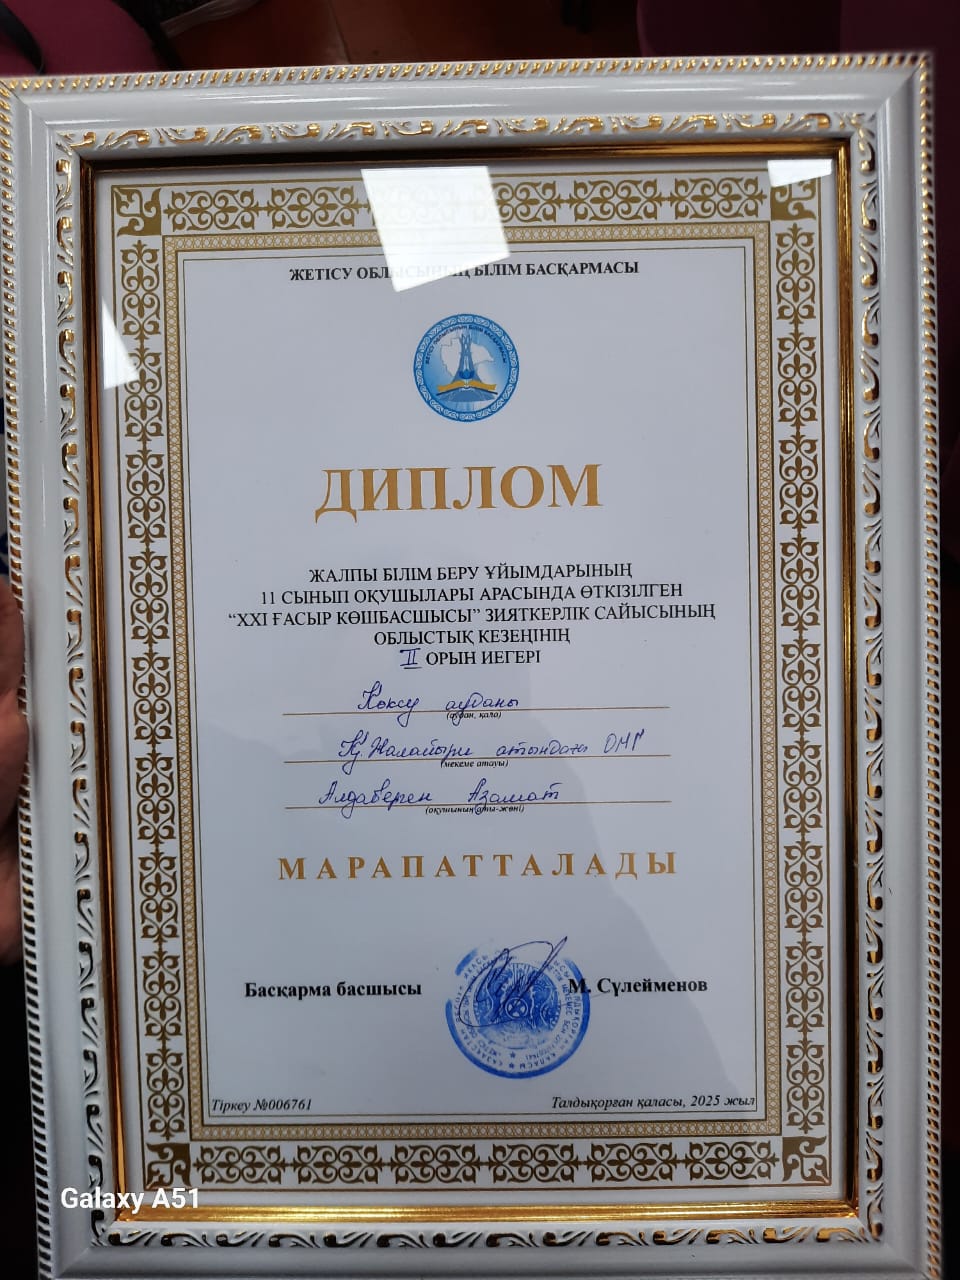 ЖЕТІСУ ОБЛЫСЫНЫҢ БІЛІМ БАСҚАРМАСЫ
ДИПЛОМ
ЖАЛПЫ БІЛІМ БЕРУ ҰЙЫМДАРЫНЫҢ
11 СЫНЫП ОҚУШЫЛАРЫ АРАСЫНДА ӨТКІЗІЛГЕН
“XXI ҒАСЫР КӨШБАСШЫСЫ” ЗИЯТКЕРЛІК САЙЫСЫНЫҢ
ОБЛЫСТЫҚ КЕЗЕҢІНІҢ
II ОРЫН ИЕГЕРІ
Көксу ауданы
(аудан, қала)
Қ. Жалайыри атындағы ОМГ
(мекеме атауы)
Алдаберген Азамат
(оқушының аты-жөні)
МАРАПАТТАЛАДЫ
Басқарма басшысы М. Сүлейменов
Тіркеу №006761 Талдықорған қаласы, 2025 жыл
Galaxy A51